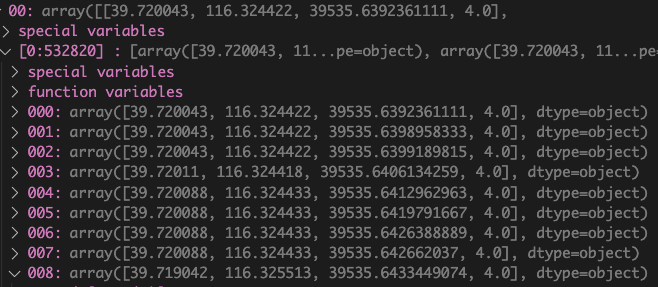 00: array([[39.720043, 116.324422, 39535.6392361111, 4.0],
> special variables
[0:532820] : [array([39.720043, 11...pe=object), array([39.720043, 11...pe=
> special variables
> function variables
> 000: array([39.720043, 116.324422, 39535.6392361111, 4.0], dtype=object)
> 001: array([39.720043, 116.324422, 39535.6398958333, 4.0], dtype=object)
> 002: array([39.720043, 116.324422, 39535.6399189815, 4.0], dtype=object)
> 003: array([39.72011, 116.324418, 39535.6406134259, 4.0], dtype=object)
> 004: array([39.720088, 116.324433, 39535.6412962963, 4.0], dtype=object)
> 005: array([39.720088, 116.324433, 39535.6419791667, 4.0], dtype=object)
> 006: array([39.720088, 116.324433, 39535.6426388889, 4.0], dtype=object)
> 007: array([39.720088, 116.324433, 39535.642662037, 4.0], dtype=object)
008: array([39.719042, 116.325513, 39535.6433449074, 4.0], dtype=object)